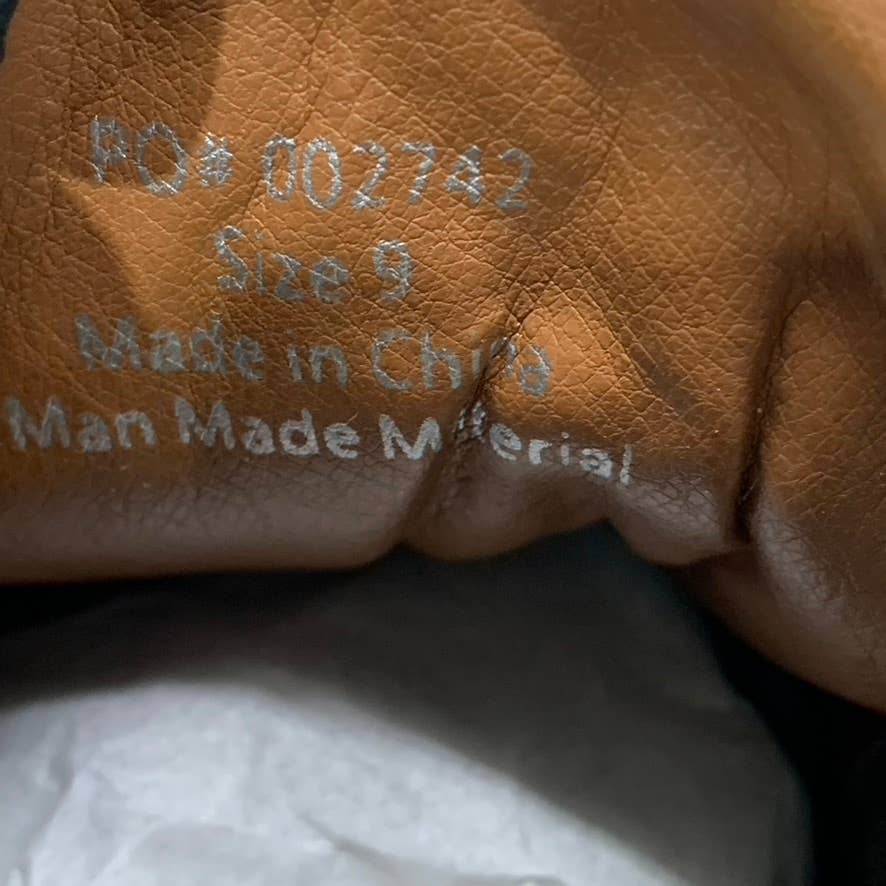 PO# 002742
Size 9
Made in China
Man Made Material